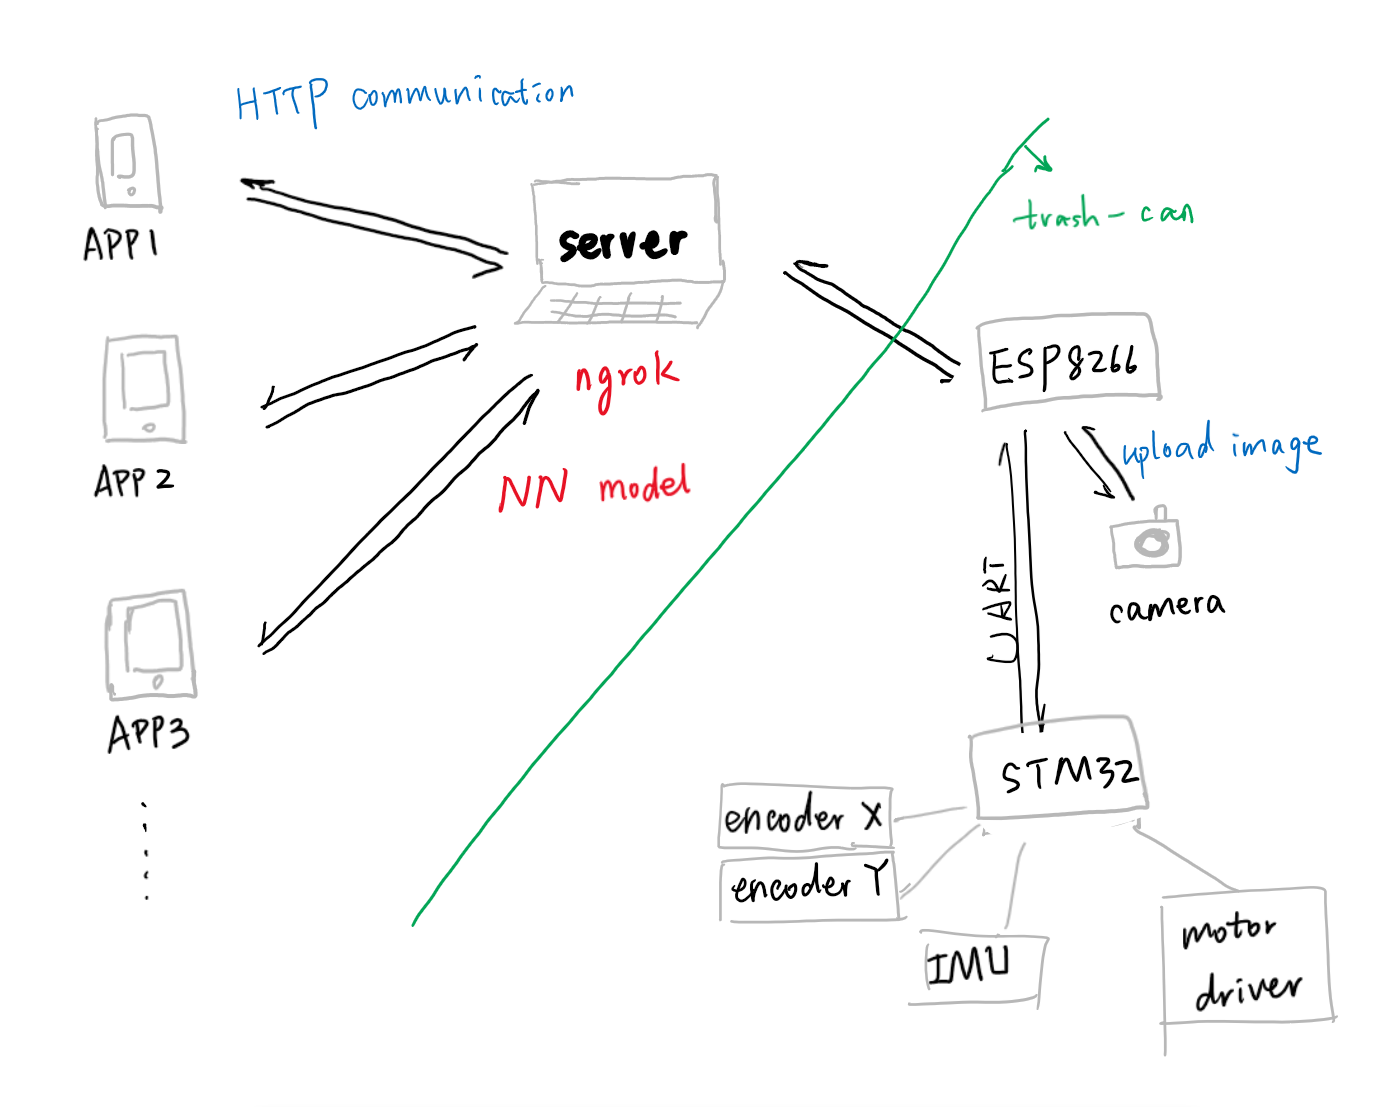 HTTP communication
APP1
server
trash-can
ngrok
ESP8266
upload image
APP2
NN model
UART
camera
APP3
STM32
encoder X
encoder Y
IMU
motor
driver